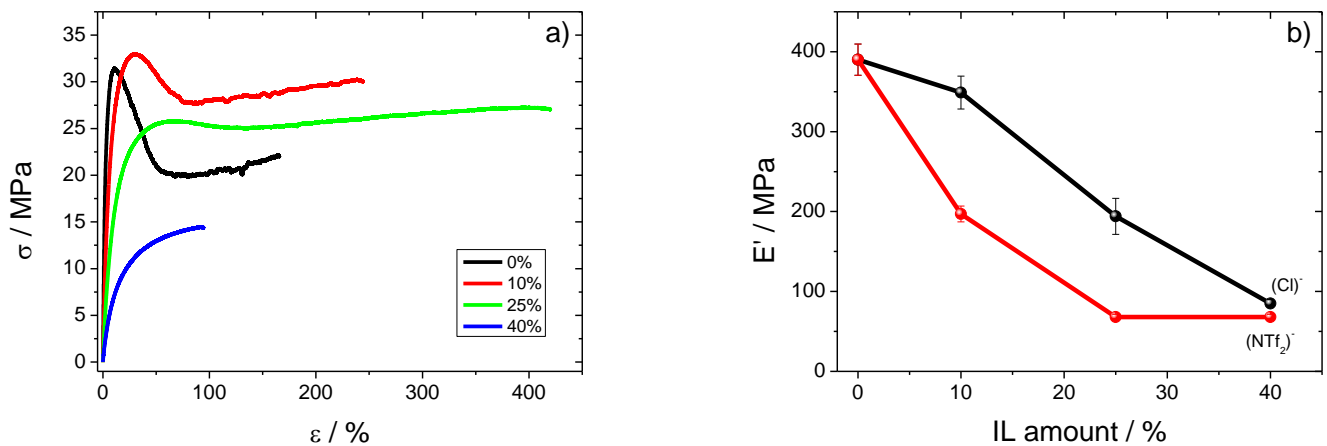 a)
35
30
25
20
15
10
5
0
σ / MPa
0 100 200 300 400
ε / %
0%
10%
25%
40%
b)
400
300
200
100
0
E' / MPa
(Cl)⁻
(NTf₂)⁻
0 10 20 30 40
IL amount / %